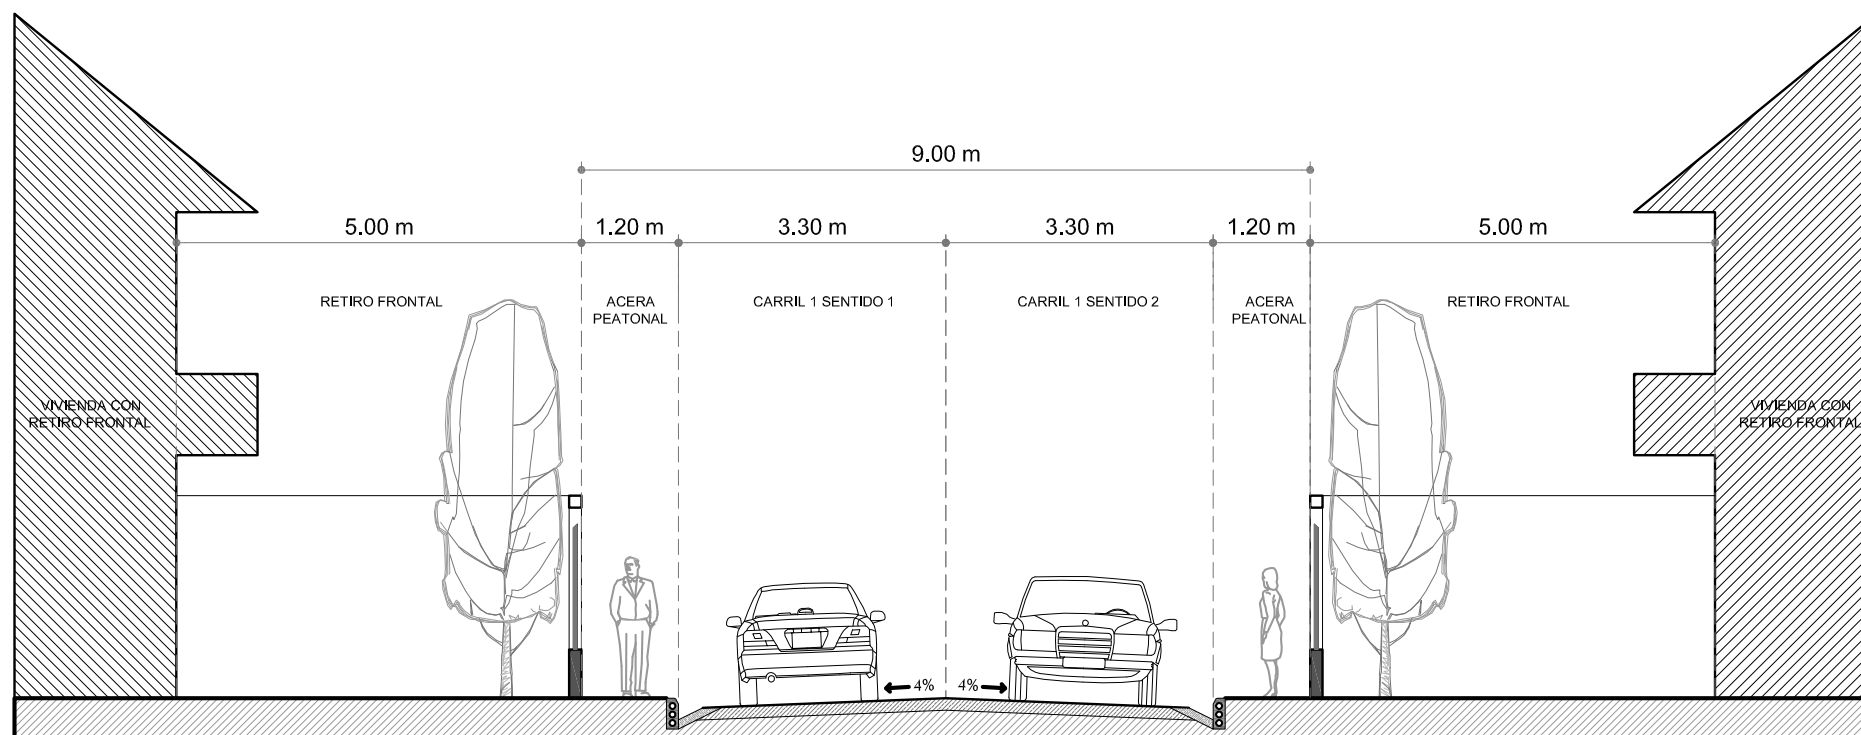 9.00 m
5.00 m
1.20 m
3.30 m
3.30 m
1.20 m
5.00 m
RETIRO FRONTAL
ACERA
PEATONAL
CARRIL 1 SENTIDO 1
CARRIL 1 SENTIDO 2
ACERA
PEATONAL
RETIRO FRONTAL
VIVIENDA CON
RETIRO FRONTAL
VIVIENDA CON
RETIRO FRONTAL
4%
4%